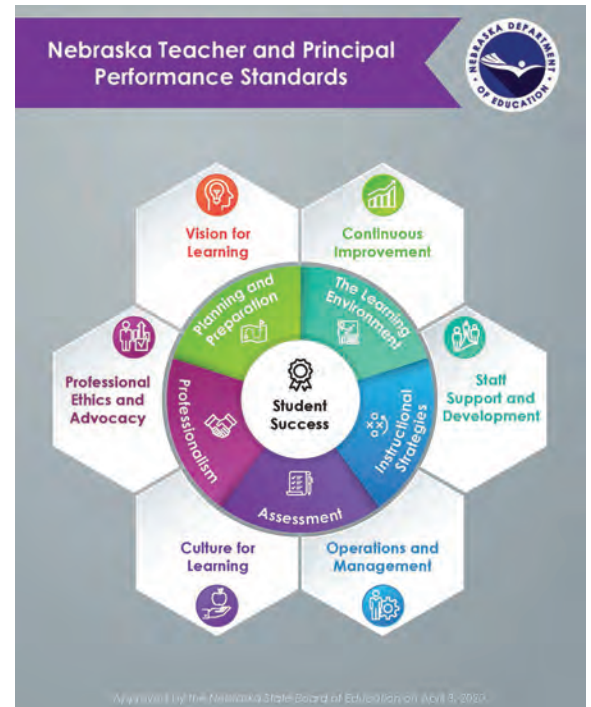 Nebraska Teacher and Principal
Performance Standards
NEBRASKA DEPARTMENT
OF EDUCATION
Vision for
Learning
Continuous
Improvement
Planning and
Preparation
The Learning
Environment
Professional
Ethics and
Advocacy
Professionalism
Student
Success
Instructional
Strategies
Staff
Support and
Development
Assessment
Culture for
Learning
Operations and
Management
Approved by the Nebraska State Board of Education on April 3, 2020.